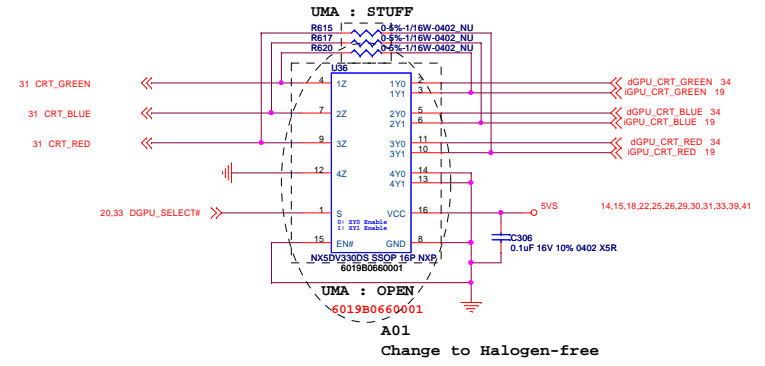 UMA : STUFF
R615 0-5%-1/16W-0402_NU
R617 0-5%-1/16W-0402_NU
R620 0-5%-1/16W-0402_NU
U36
31 CRT_GREEN 4 1Z 1Y0 2 dGPU_CRT_GREEN 34
1Y1 3 iGPU_CRT_GREEN 19
31 CRT_BLUE 7 2Z 2Y0 5 dGPU_CRT_BLUE 34
2Y1 6 iGPU_CRT_BLUE 19
31 CRT_RED 9 3Z 3Y0 11 dGPU_CRT_RED 34
3Y1 10 iGPU_CRT_RED 19
12 4Z 4Y0 14
4Y1 13
20,33 DGPU_SELECT# 1 S VCC 16 5VS 14,15,18,22,25,26,29,30,31,33,39,41
0: XY0 Enable
1: XY1 Enable
15 EN# GND 8 C306
0.1uF 16V 10% 0402 X5R
NX5DV330DS SSOP 16P NXP
6019B0660001
UMA : OPEN
6019B0660001
A01
Change to Halogen-free